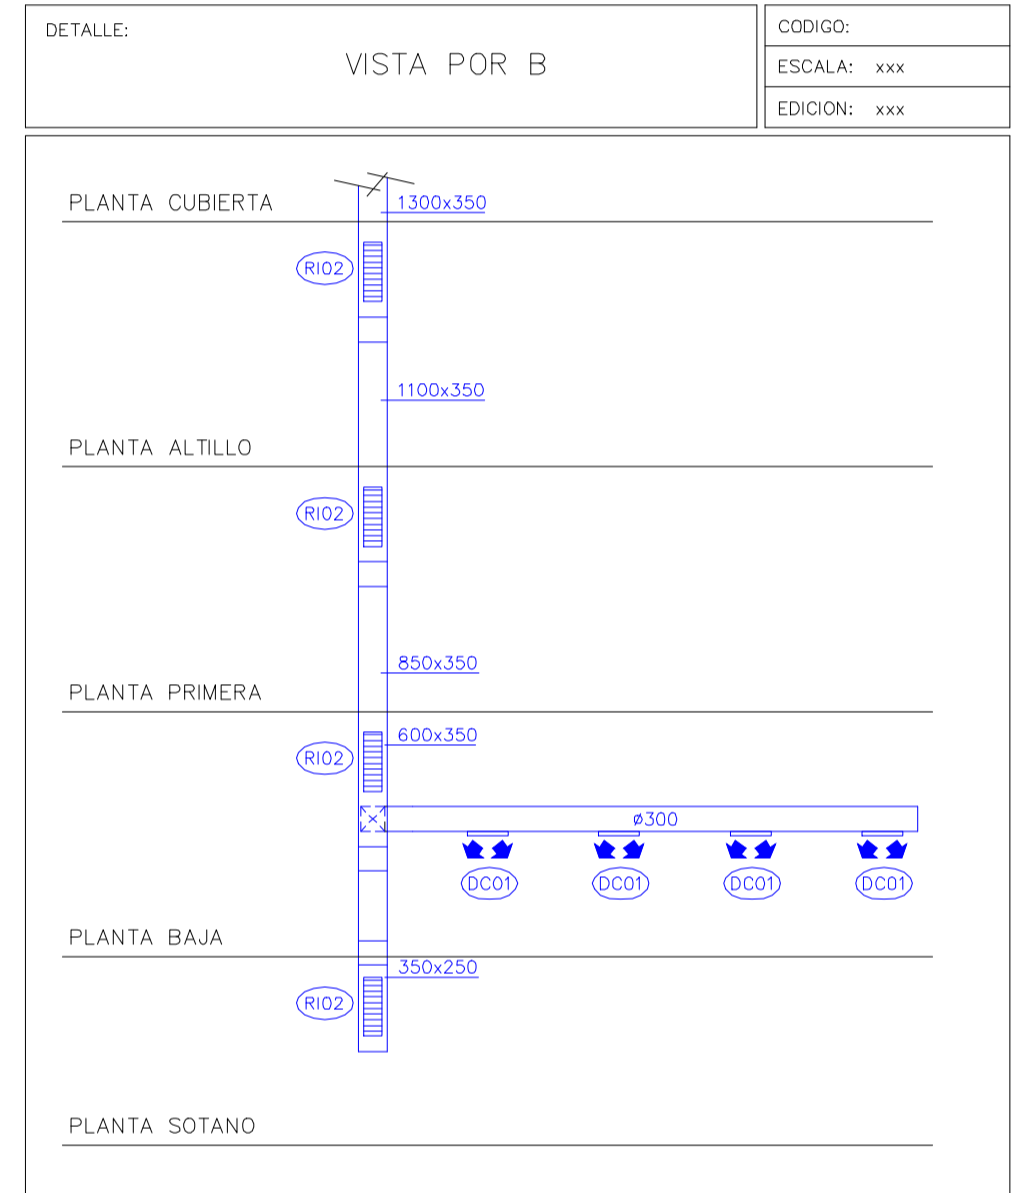 DETALLE:
VISTA POR B
CODIGO:
ESCALA: xxx
EDICION: xxx
PLANTA CUBIERTA
1300x350
RI02
1100x350
PLANTA ALTILLO
RI02
850x350
PLANTA PRIMERA
600x350
RI02
x
ø300
DC01 DC01 DC01 DC01
PLANTA BAJA
350x250
RI02
PLANTA SOTANO